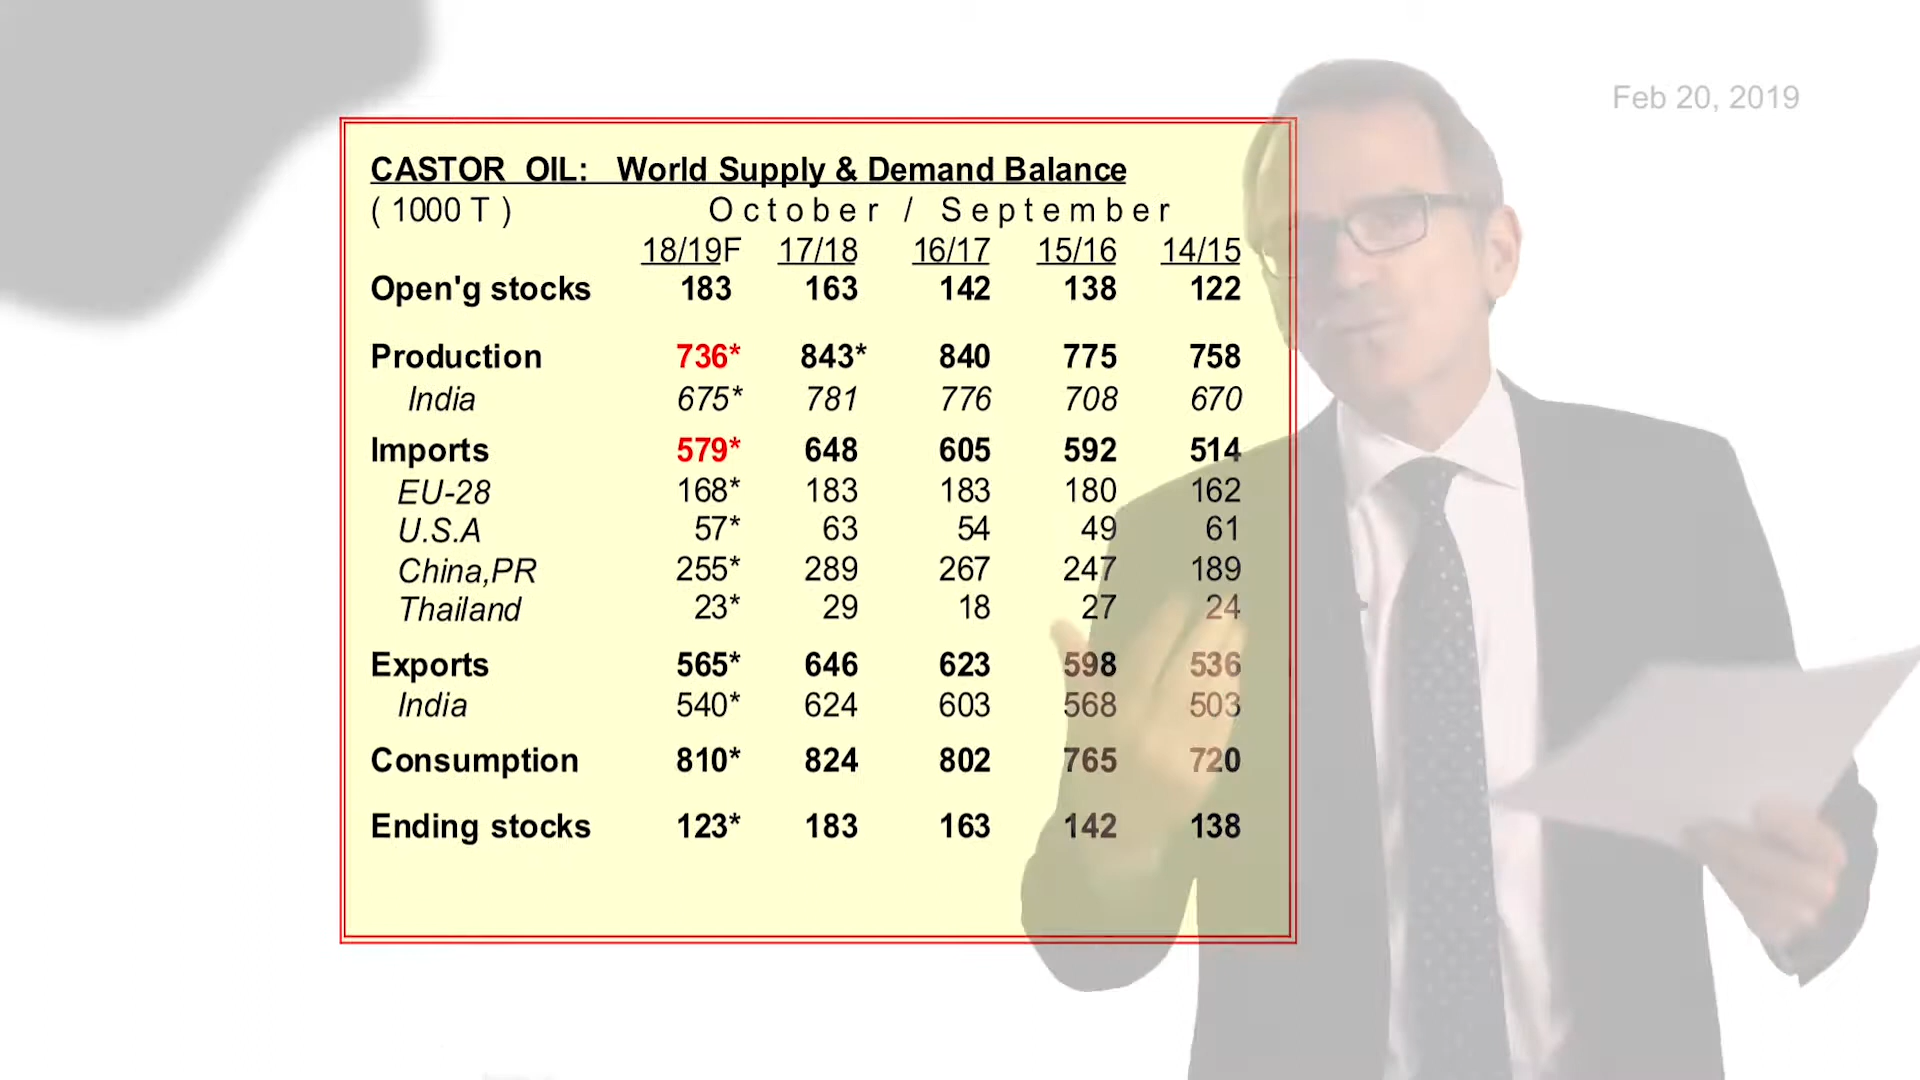 Feb 20, 2019
CASTOR OIL: World Supply & Demand Balance
( 1000 T ) October / September
18/19F 17/18 16/17 15/16 14/15
Open'g stocks 183 163 142 138 122
Production 736* 843* 840 775 758
India 675* 781 776 708 670
Imports 579* 648 605 592 514
EU-28 168* 183 183 180 162
U.S.A 57* 63 54 49 61
China,PR 255* 289 267 247 189
Thailand 23* 29 18 27 24
Exports 565* 646 623 598 536
India 540* 624 603 568 503
Consumption 810* 824 802 765 720
Ending stocks 123* 183 163 142 138